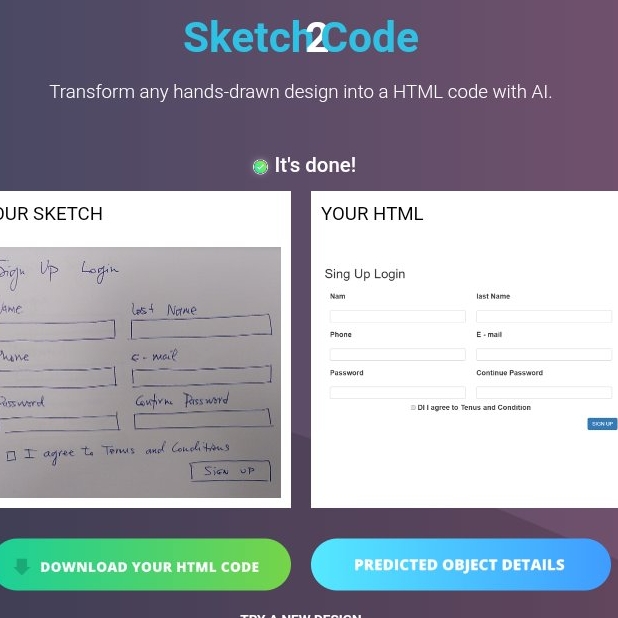 Sketch2Code
Transform any hands-drawn design into a HTML code with AI.
It's done!
OUR SKETCH
Sign Up Login
ame
Last Name
hone
e - mail
assword
Confirm Password
I agree to Terms and Conditions
SIGN UP
YOUR HTML
Sing Up Login
Nam
last Name
Phone
E - mail
Password
Continue Password
DI I agree to Tenus and Condition
SIGN UP
DOWNLOAD YOUR HTML CODE
PREDICTED OBJECT DETAILS
TRY A NEW DESIGN